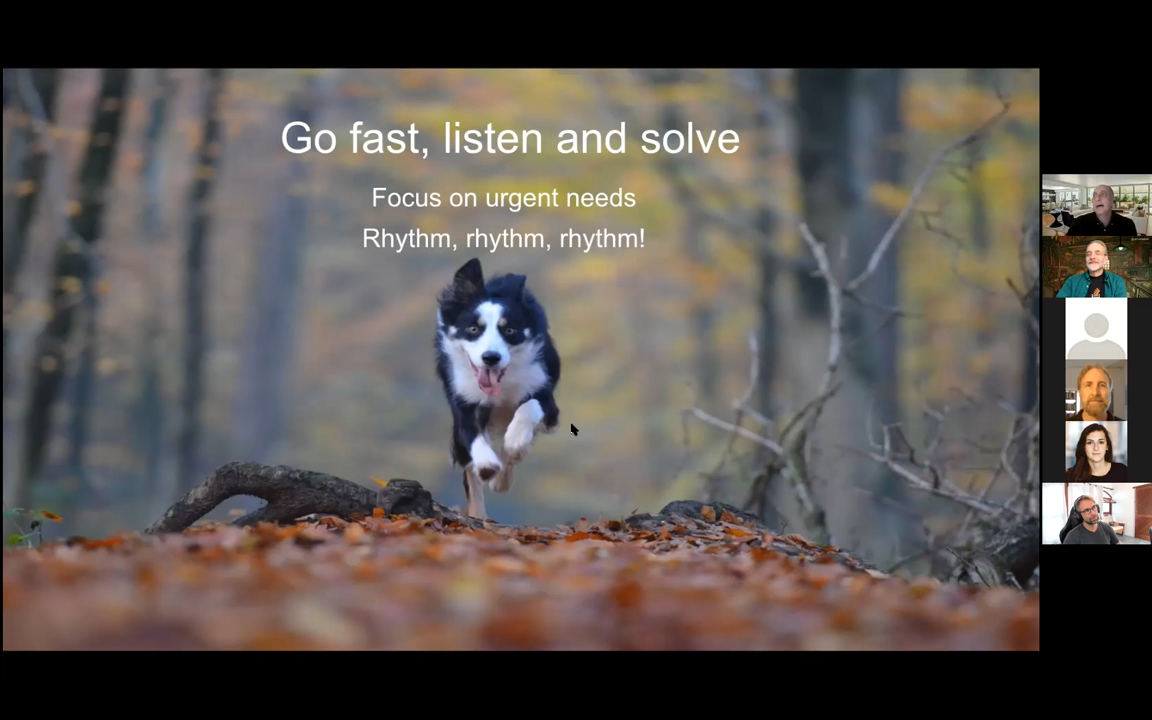 Go fast, listen and solve
Focus on urgent needs
Rhythm, rhythm, rhythm!